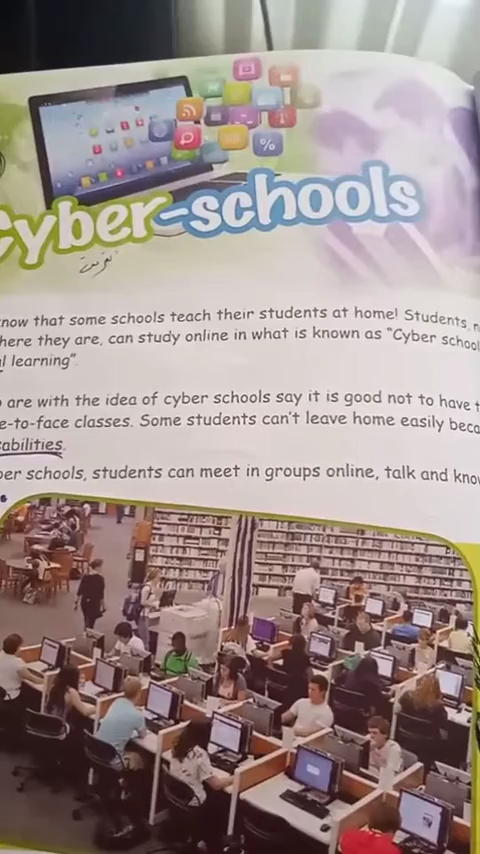 Cyber-schools
now that some schools teach their students at home! Students,
here they are, can study online in what is known as "Cyber school
l learning".
are with the idea of cyber schools say it is good not to have
e-to-face classes. Some students can't leave home easily beca
abilities.
ber schools, students can meet in groups online, talk and know